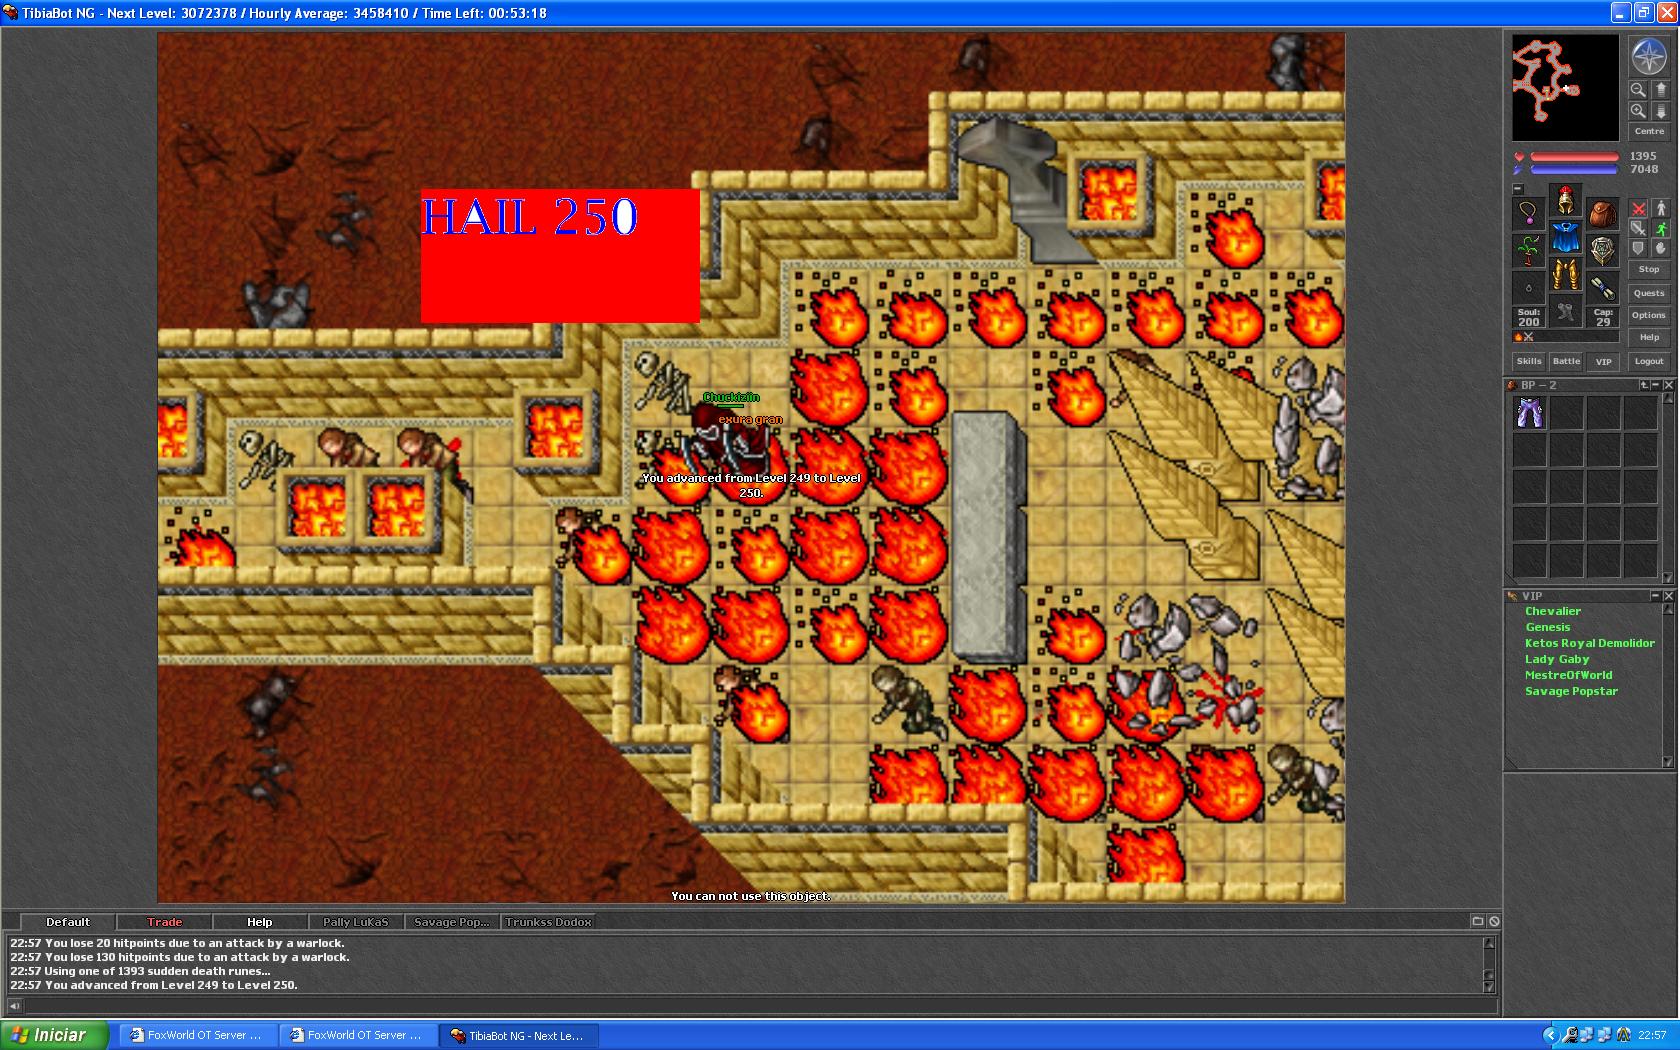 TibiaBot NG - Next Level: 3072378 / Hourly Average: 3458410 / Time Left: 00:53:18
HAIL 250
Chuckiziin
exura gran
You advanced from Level 249 to Level
250.
You can not use this object.
Centre
1395
7048
Stop
Quests
Options
Help
Soul:
200
Cap:
29
Skills
Battle
VIP
Logout
BP - 2
VIP
Chevalier
Genesis
Ketos Royal Demolidor
Lady Gaby
MestreOfWorld
Savage Popstar
Default
Trade
Help
Pally LuKaS
Savage Pop...
Trunkss Dodox
22:57 You lose 20 hitpoints due to an attack by a warlock.
22:57 You lose 130 hitpoints due to an attack by a warlock.
22:57 Using one of 1393 sudden death runes...
22:57 You advanced from Level 249 to Level 250.
Iniciar
FoxWorld OT Server ...
FoxWorld OT Server ...
TibiaBot NG - Next Le...
22:57